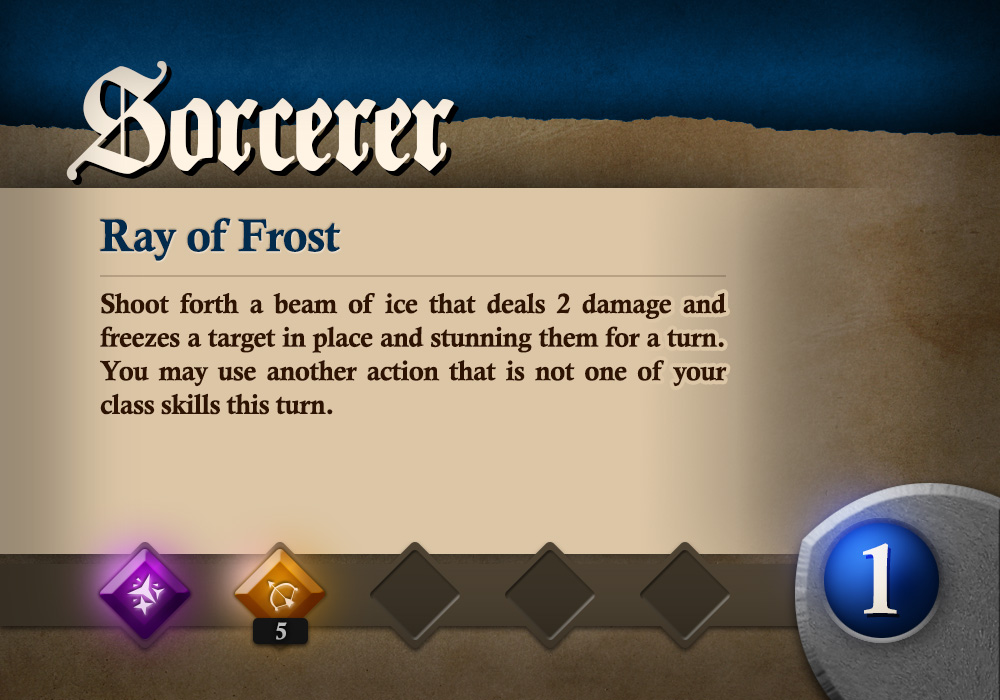 Sorcerer
Ray of Frost
Shoot forth a beam of ice that deals 2 damage and
freezes a target in place and stunning them for a turn.
You may use another action that is not one of your
class skills this turn.
5
1